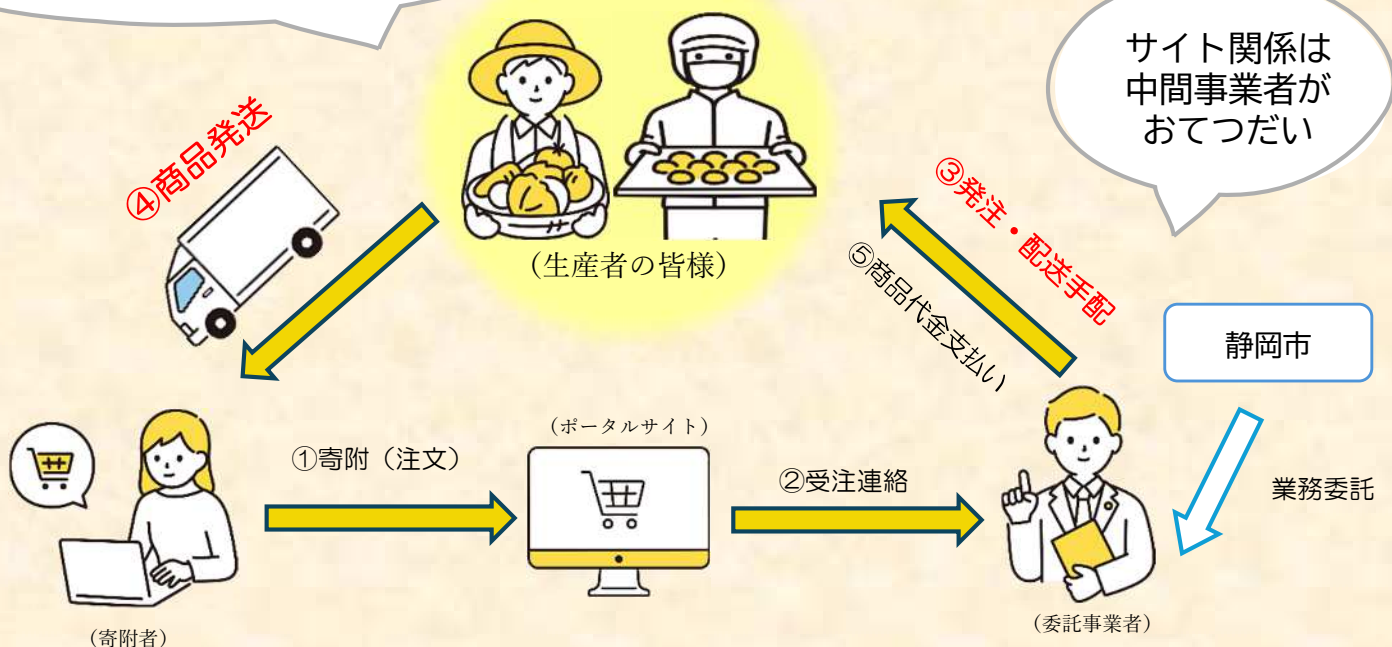 サイト関係は
中間事業者が
おてつだい
④商品発送
(生産者の皆様)
③発注・配送手配
⑤商品代金支払い
静岡市
業務委託
①寄附（注文）
(ポータルサイト)
②受注連絡
(寄附者)
(委託事業者)